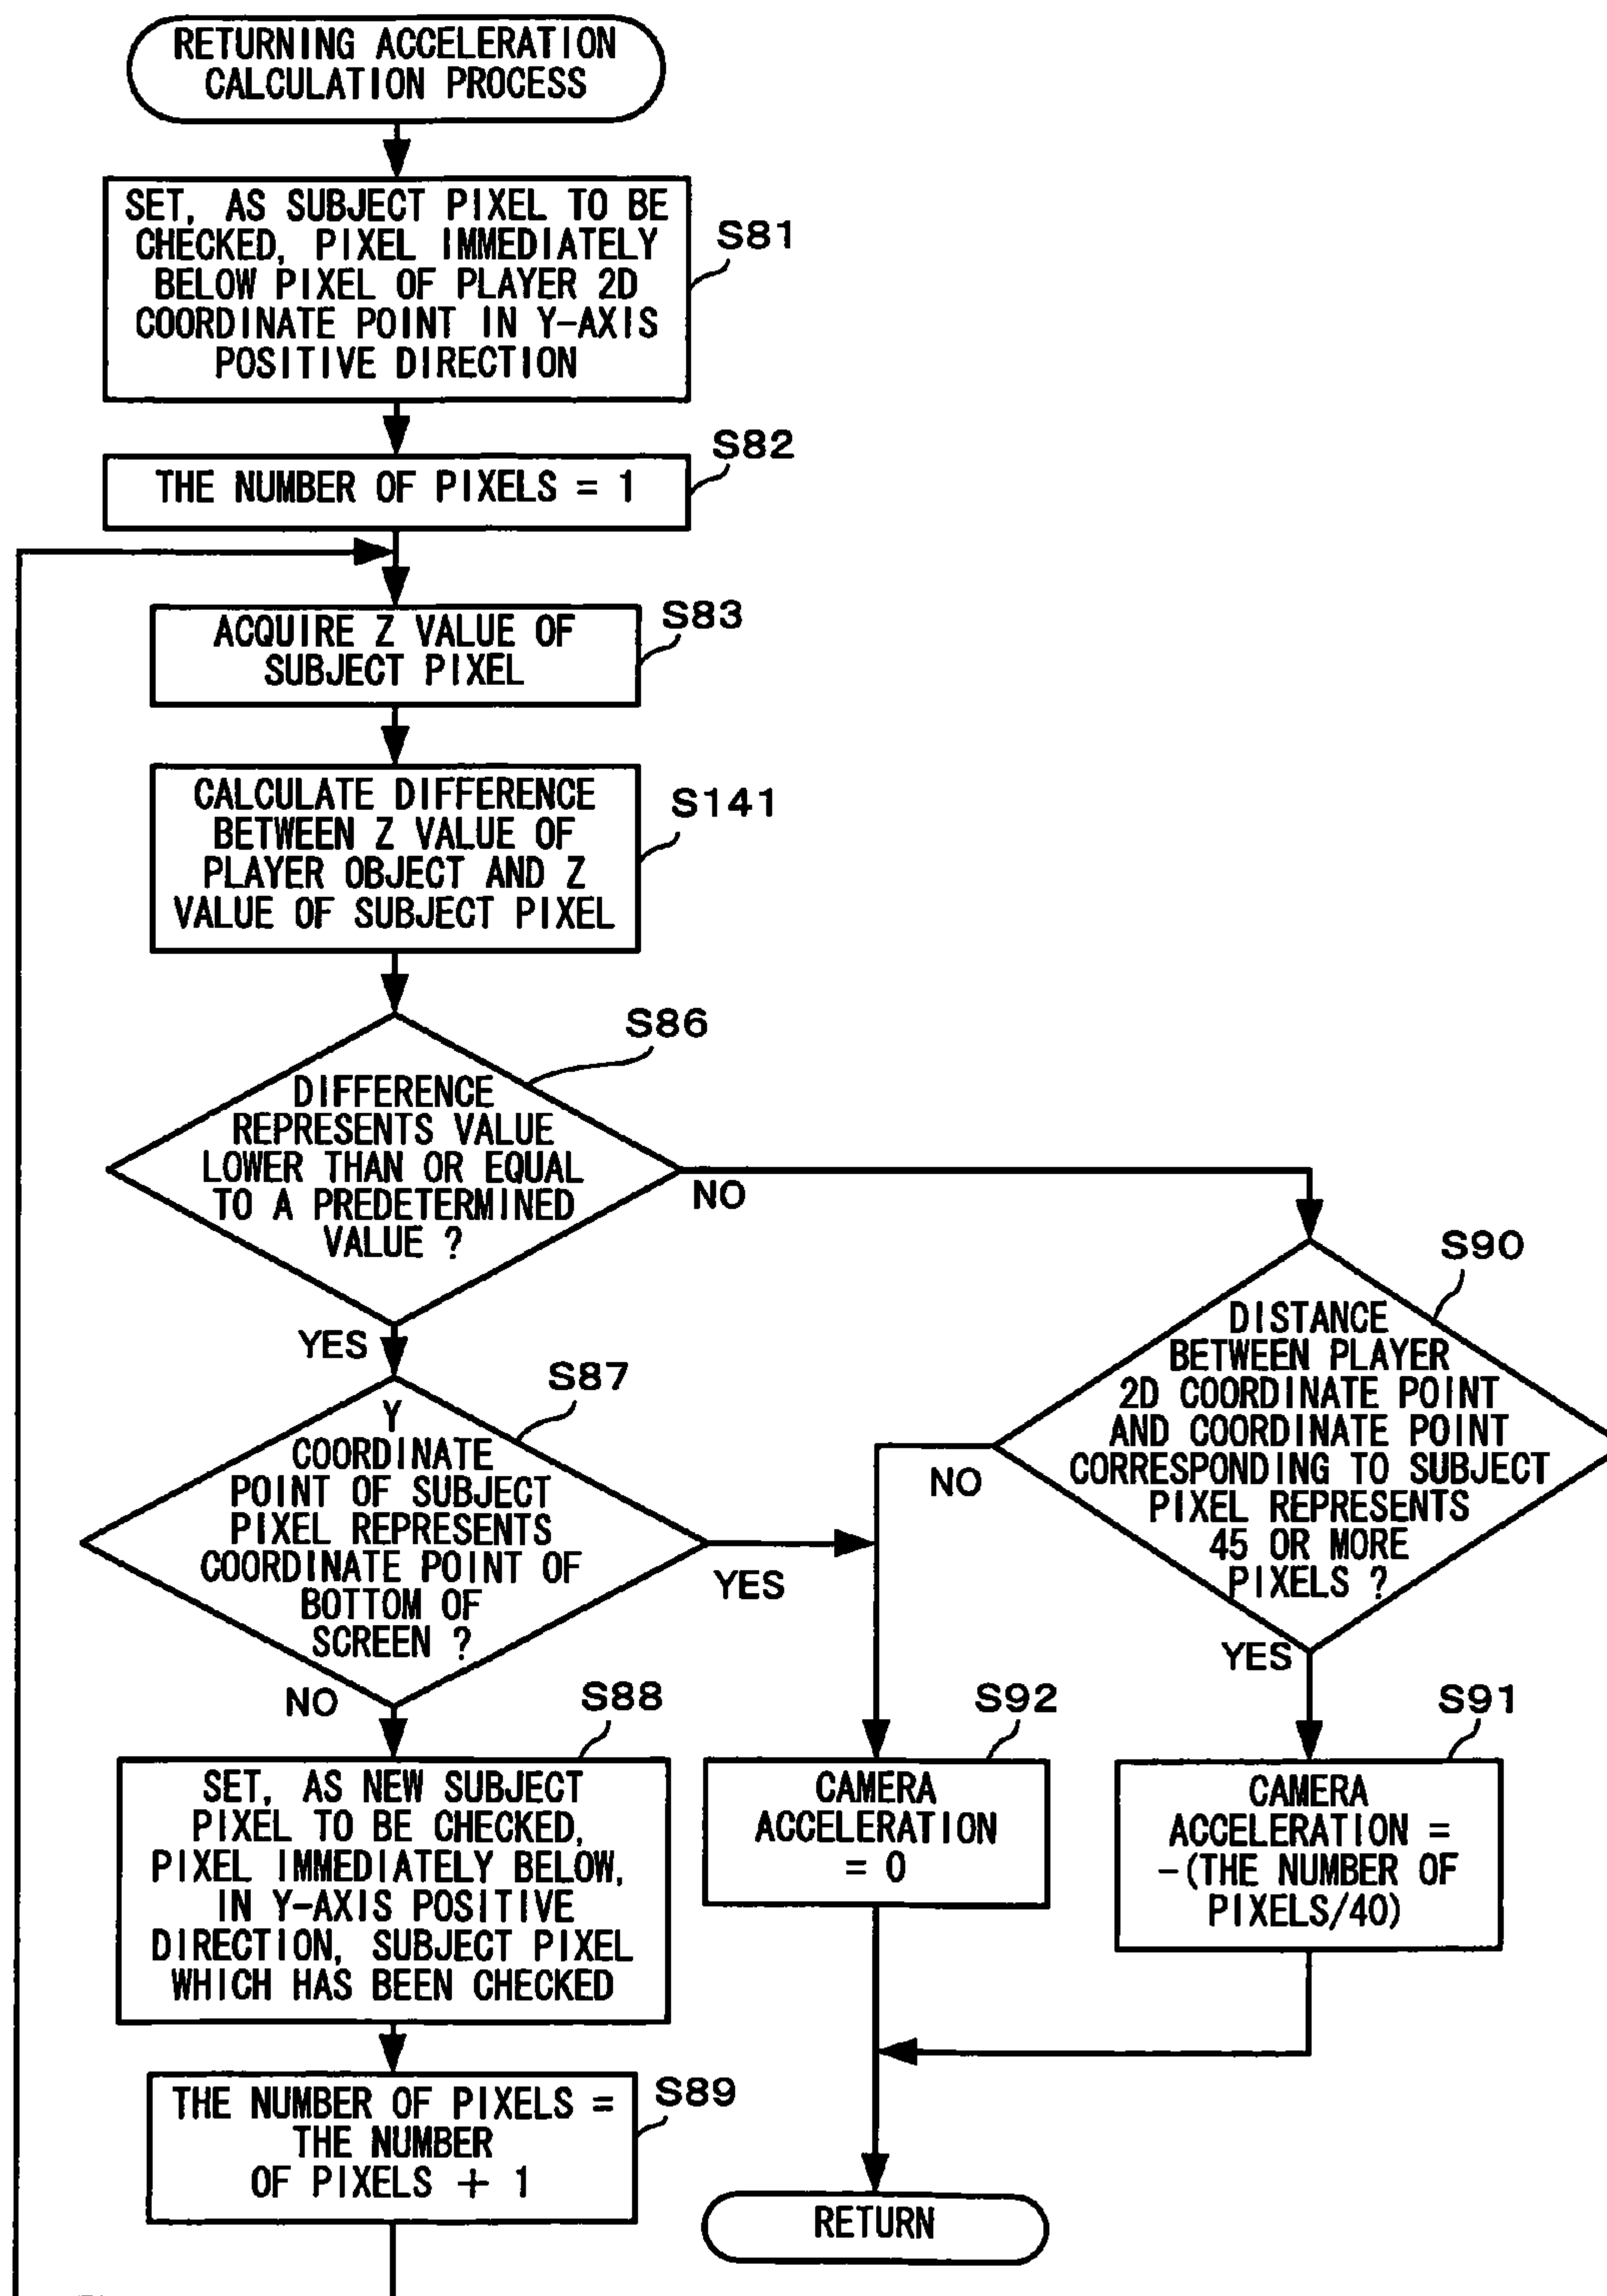 RETURNING ACCELERATION
CALCULATION PROCESS
SET, AS SUBJECT PIXEL TO BE
CHECKED, PIXEL IMMEDIATELY
BELOW PIXEL OF PLAYER 2D
COORDINATE POINT IN Y-AXIS
POSITIVE DIRECTION
S81
THE NUMBER OF PIXELS = 1
S82
ACQUIRE Z VALUE OF
SUBJECT PIXEL
S83
CALCULATE DIFFERENCE
BETWEEN Z VALUE OF
PLAYER OBJECT AND Z
VALUE OF SUBJECT PIXEL
S141
DIFFERENCE
REPRESENTS VALUE
LOWER THAN OR EQUAL
TO A PREDETERMINED
VALUE ?
S86
NO
YES
Y
COORDINATE
POINT OF SUBJECT
PIXEL REPRESENTS
COORDINATE POINT OF
BOTTOM OF
SCREEN ?
S87
YES
NO
DISTANCE
BETWEEN PLAYER
2D COORDINATE POINT
AND COORDINATE POINT
CORRESPONDING TO SUBJECT
PIXEL REPRESENTS
45 OR MORE
PIXELS ?
S90
NO
YES
SET, AS NEW SUBJECT
PIXEL TO BE CHECKED,
PIXEL IMMEDIATELY BELOW,
IN Y-AXIS POSITIVE
DIRECTION, SUBJECT PIXEL
WHICH HAS BEEN CHECKED
S88
CAMERA
ACCELERATION
= 0
S92
CAMERA
ACCELERATION =
-(THE NUMBER OF
PIXELS/40)
S91
THE NUMBER OF PIXELS =
THE NUMBER
OF PIXELS + 1
S89
RETURN